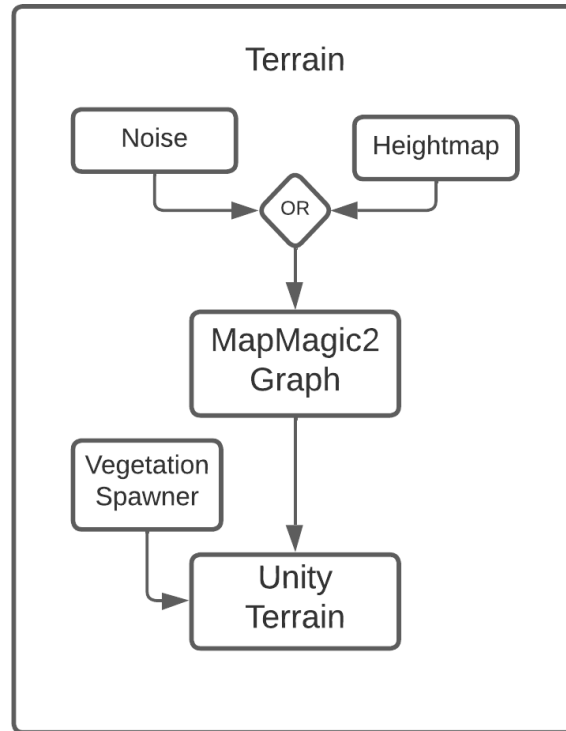 Terrain
Noise
Heightmap
OR
MapMagic2
Graph
Vegetation
Spawner
Unity
Terrain